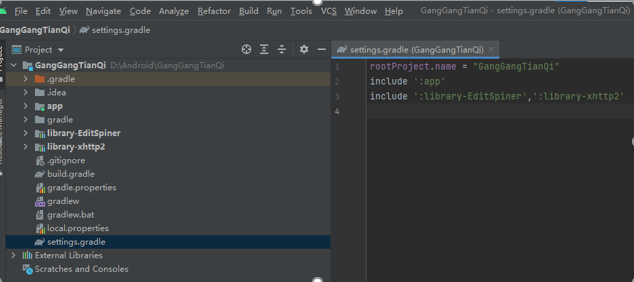 File Edit View Navigate Code Analyze Refactor Build Run Tools VCS Window Help GangGangTianQi - settings.gradle (GangGangTianQi)
GangGangTianQi settings.gradle
Project
settings.gradle (GangGangTianQi)
GangGangTianQi D:\Android\GangGangTianQi
.gradle
.idea
app
gradle
library-EditSpiner
library-xhttp2
.gitignore
build.gradle
gradle.properties
gradlew
gradlew.bat
local.properties
settings.gradle
External Libraries
Scratches and Consoles
1 rootProject.name = "GangGangTianQi"
2 include ':app'
3 include ':library-EditSpiner',':library-xhttp2'
4